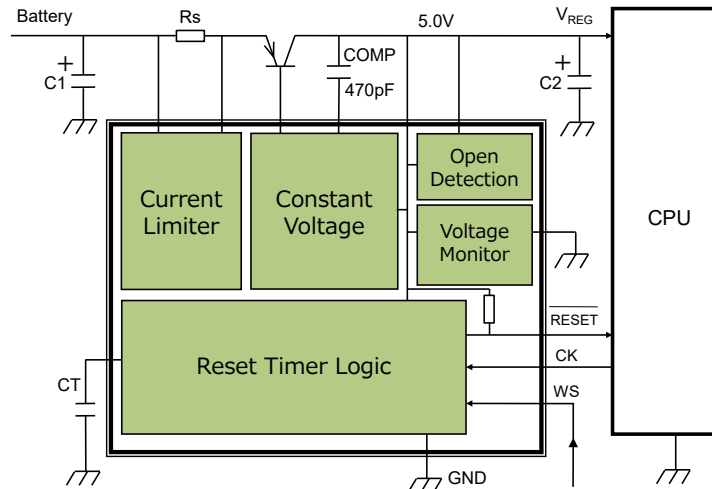 Battery
Rs
5.0V
VREG
COMP
C1
470pF
C2
Open
Detection
Current
Limiter
Constant
Voltage
CPU
Voltage
Monitor
RESET
Reset Timer Logic
CK
CT
WS
GND